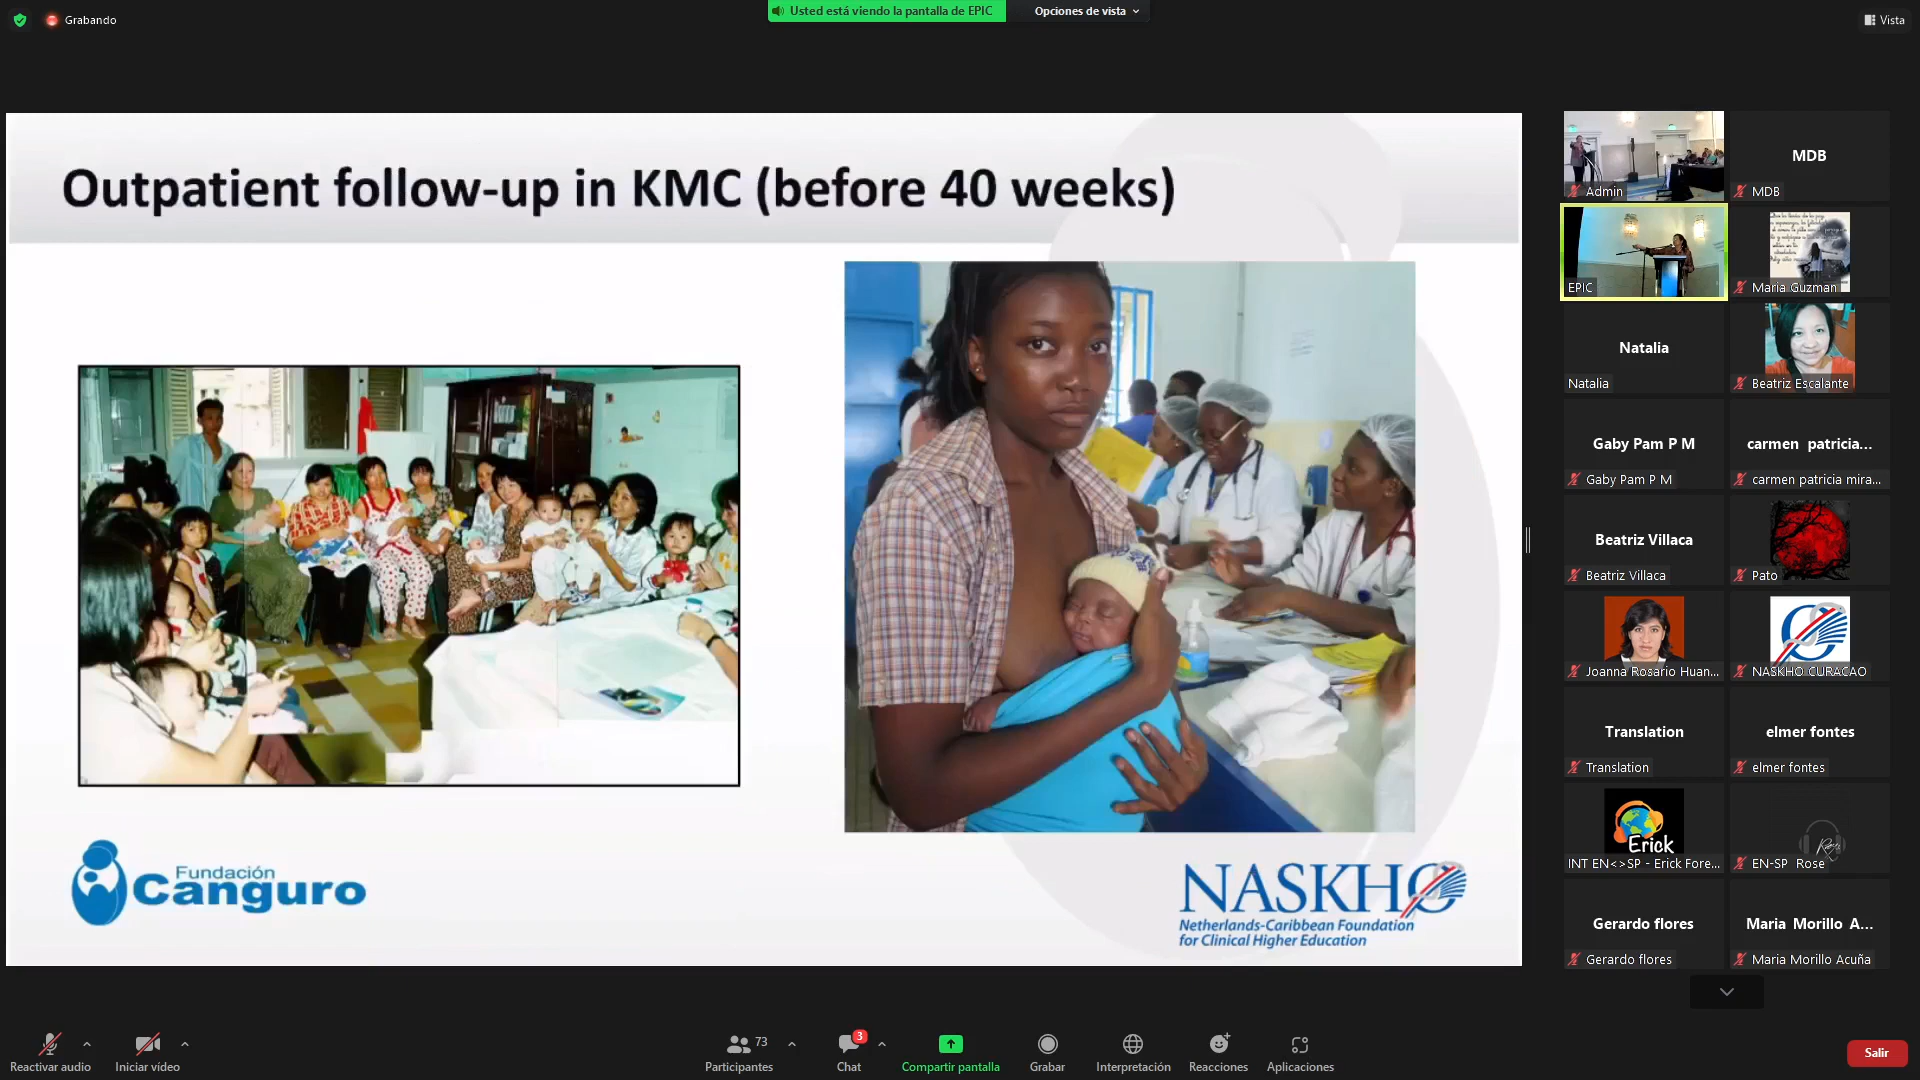 Grabando
Usted está viendo la pantalla de EPIC
Opciones de vista
Vista
Outpatient follow-up in KMC (before 40 weeks)
Fundación
Canguro
NASKHO
Netherlands-Caribbean Foundation
for Clinical Higher Education
Admin
MDB
MDB
EPIC
Maria Guzman
Natalia
Natalia
Beatriz Escalante
Gaby Pam P M
Gaby Pam P M
carmen patricia...
carmen patricia mira...
Beatriz Villaca
Beatriz Villaca
Pato
Joanna Rosario Huan...
NASKHO CURACAO
Translation
Translation
elmer fontes
elmer fontes
Erick
INT EN<>SP - Erick Fore...
EN-SP Rose
Gerardo flores
Gerardo flores
Maria Morillo A...
Maria Morillo Acuña
Reactivar audio
Iniciar vídeo
73
Participantes
3
Chat
Compartir pantalla
Grabar
Interpretación
Reacciones
Aplicaciones
Salir